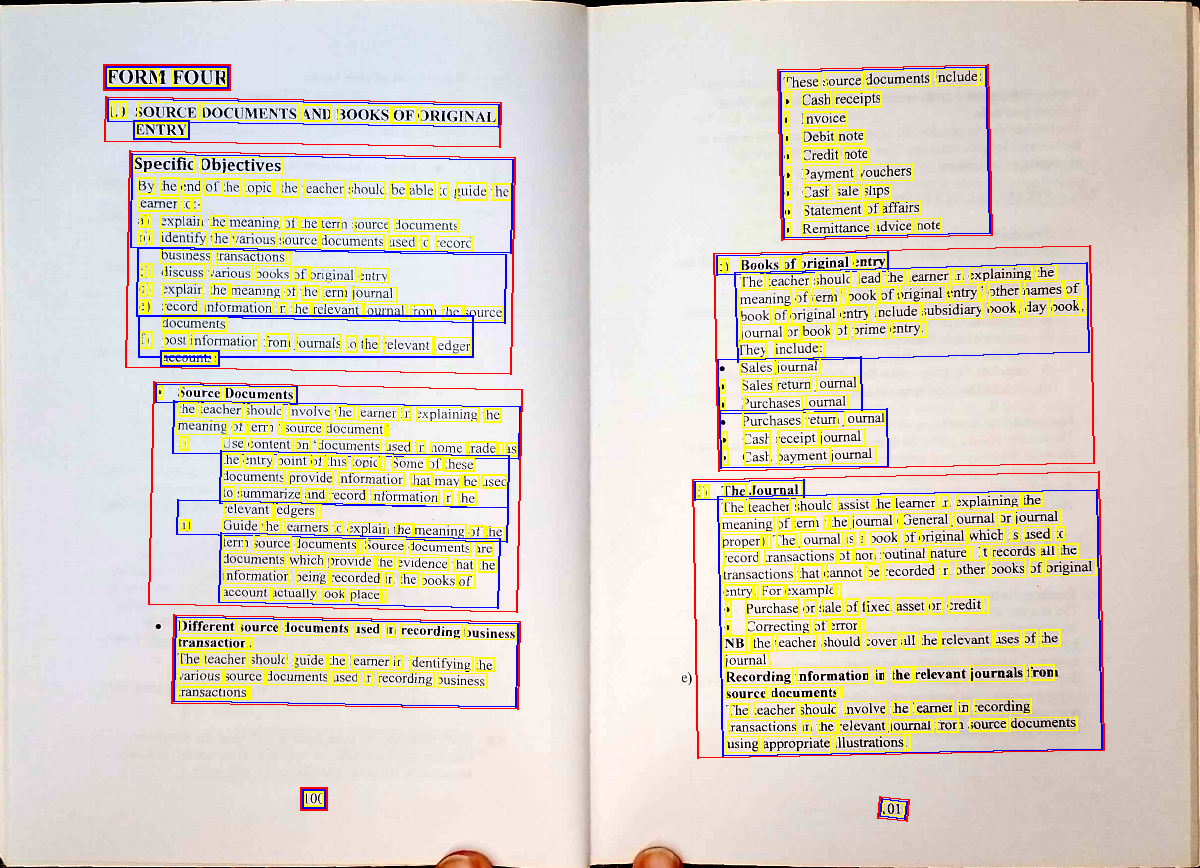 FORM FOUR
1.) SOURCE DOCUMENTS AND BOOKS OF ORIGINAL
ENTRY
Specific Objectives
By the end of the topic the teacher should be able to guide the
learner to:-
a) explain the meaning of the term source documents
b) identify the various source documents used to record
business transactions
discuss various books of original entry
explain the meaning of the term journal
e) record information in the relevant journal from the source
documents
f) post information from journals to the relevant ledger
accounts.
Source Documents
The teacher should involve the learner in explaining the
meaning of term "source document"
i) Use content on "documents used in home trade" as
the entry point of this topic. Some of these
documents provide information that may be used
to summarize and record information in the
relevant ledgers
ii) Guide the learners to explain the meaning of the
term source documents. Source documents are
documents which provide the evidence that the
information being recorded in the books of
account actually took place.
• Different source documents used in recording business
transaction.
The teacher should guide the learner in identifying the
various source documents used in recording business
transactions
100
These source documents include:
• Cash receipts
• Invoice
• Debit note
• Credit note
• Payment vouchers
• Cash sale slips
• Statement of affairs
• Remittance advice note
Books of original entry
The teacher should lead the learner in explaining the
meaning of term "book of original entry" other names of
book of original entry include subsidiary book, day book,
journal or book of prime entry.
They include:
• Sales journal
• Sales return journal
• Purchases journal
• Purchases return journal
• Cash receipt journal
• Cash payment journal
The Journal
The teacher should assist the learner in explaining the
meaning of term "the journal (General journal or journal
proper) The journal is a book of original which is used to
record transactions of non routinal nature. It records all the
transactions that cannot be recorded in other books of original
entry. For example
• Purchase or sale of fixed asset on credit
• Correcting of error
NB the teacher should cover all the relevant uses of the
journal
e) Recording information in the relevant journals from
source documents
The teacher should involve the learner in recording
transactions in the relevant journal from source documents
using appropriate illustrations.
101